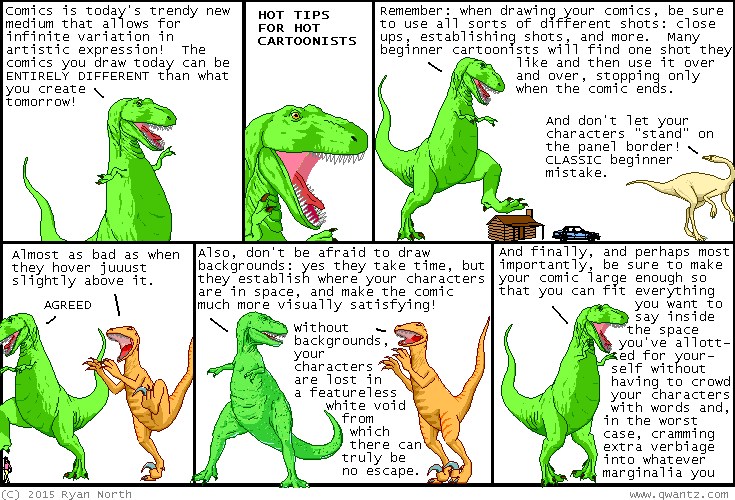 Comics is today's trendy new
medium that allows for
infinite variation in
artistic expression!  The
comics you draw today can be
ENTIRELY DIFFERENT than what
you create
tomorrow!
HOT TIPS
FOR HOT
CARTOONISTS
Remember: when drawing your comics, be sure
to use all sorts of different shots: close
ups, establishing shots, and more.  Many
beginner cartoonists will find one shot they
like and then use it over
and over, stopping only
when the comic ends.
And don't let your
characters "stand" on
the panel border!
CLASSIC beginner
mistake.
Almost as bad as when
they hover juuust
slightly above it.
AGREED
Also, don't be afraid to draw
backgrounds: yes they take time, but
they establish where your characters
are in space, and make the comic
much more visually satisfying!
Without
backgrounds,
your
characters
are lost in
a featureless
white void
from
which
there can
truly be
no escape.
And finally, and perhaps most
importantly, be sure to make
your comic large enough so
that you can fit everything
you want to
say inside
the space
you've allott-
ed for your-
self without
having to crowd
your characters
with words and,
in the worst
case, cramming
extra verbiage
into whatever
marginalia you
(C) 2015 Ryan North
www.qwantz.com